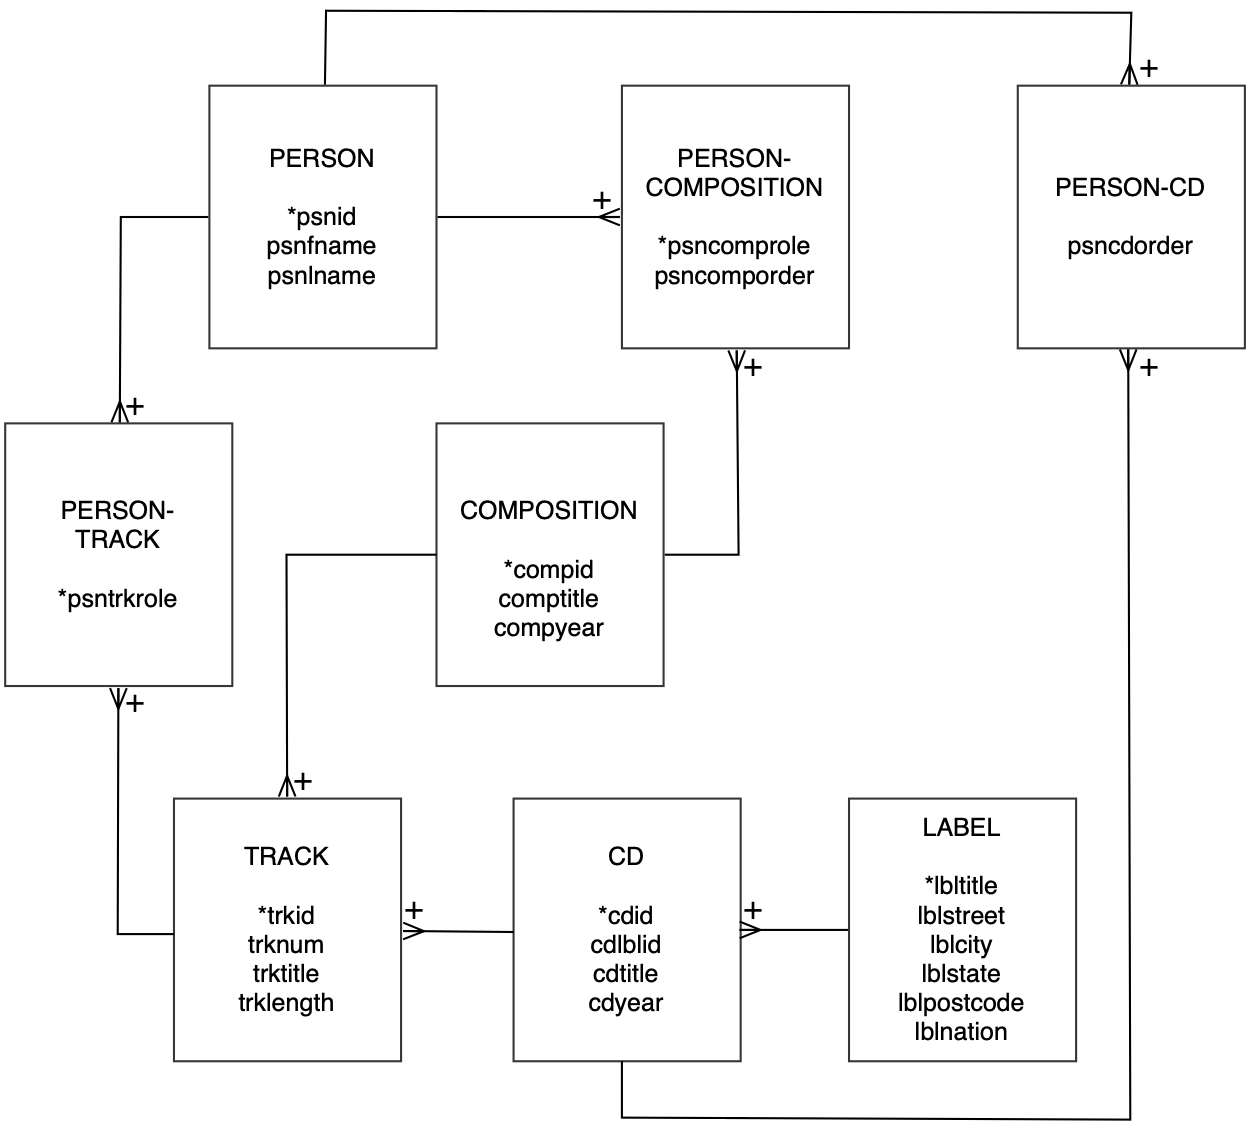 PERSON
*psnid
psnfname
psnlname
+
PERSON-
COMPOSITION
*psncomprole
psncomporder
+
PERSON-CD
psncdorder
+
+
+
+
PERSON-
TRACK
*psntrkrole
+
COMPOSITION
*compid
comptitle
compyear
+
TRACK
*trkid
trknum
trktitle
trklength
+
CD
*cdid
cdlblid
cdtitle
cdyear
+
LABEL
*lbltitle
lblstreet
lblcity
lblstate
lblpostcode
lblnation